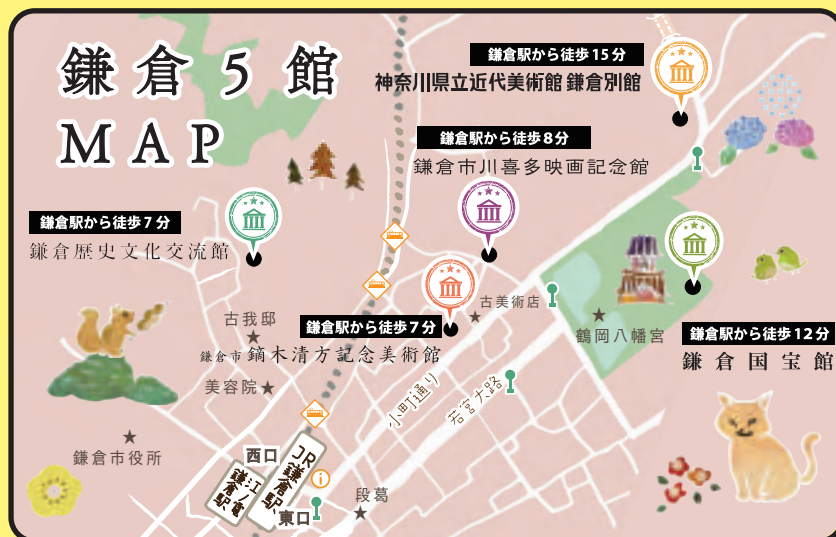 鎌倉5館
MAP
鎌倉駅から徒歩15分
神奈川県立近代美術館 鎌倉別館
鎌倉駅から徒歩8分
鎌倉市川喜多映画記念館
鎌倉駅から徒歩7分
鎌倉歴史文化交流館
古美術店
鶴岡八幡宮
鎌倉駅から徒歩12分
鎌倉国宝館
古我邸
鎌倉駅から徒歩7分
鎌倉市 鏑木清方記念美術館
美容院
小町通り
若宮大路
鎌倉市役所
西口
JR鎌倉駅
江ノ電
鎌倉駅
東口
段葛
i